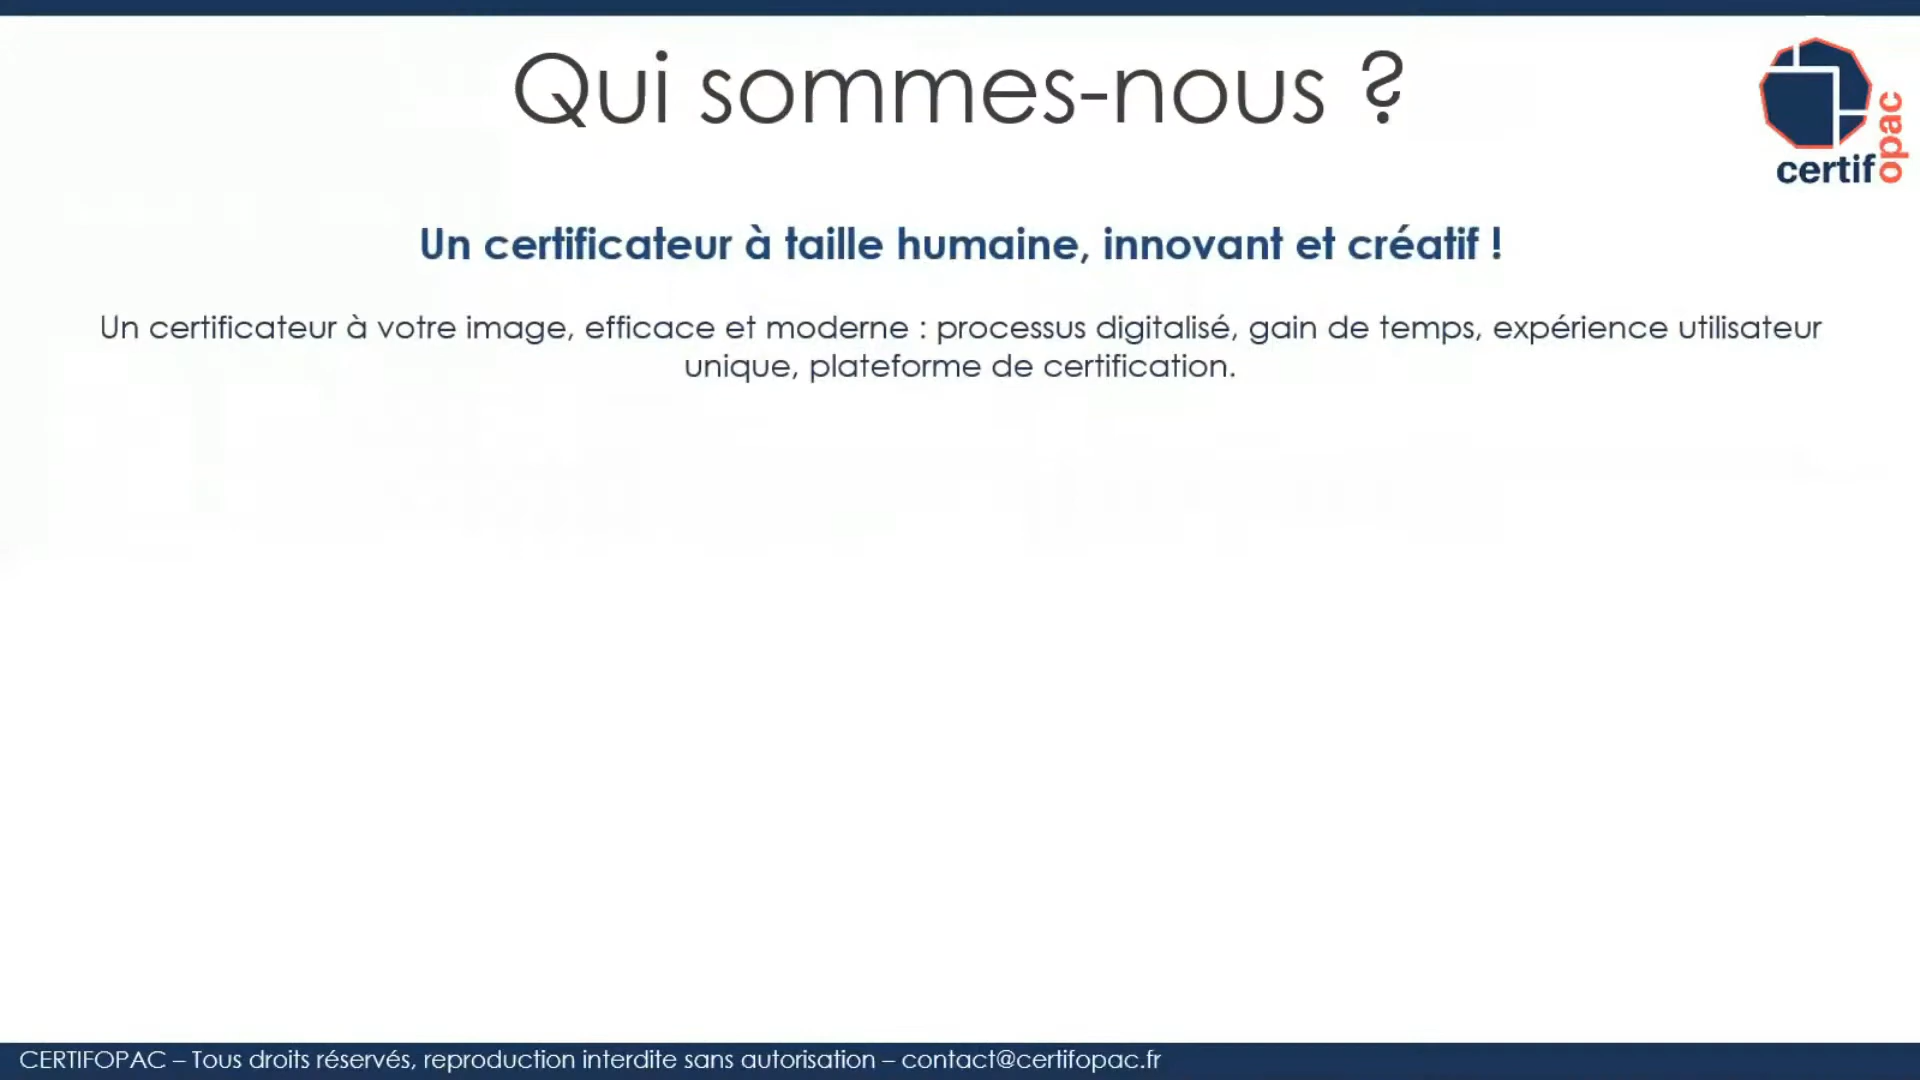 Qui sommes-nous ?
certifopac
Un certificateur à taille humaine, innovant et créatif !
Un certificateur à votre image, efficace et moderne : processus digitalisé, gain de temps, expérience utilisateur
unique, plateforme de certification.
CERTIFOPAC – Tous droits réservés, reproduction interdite sans autorisation – contact@certifopac.fr